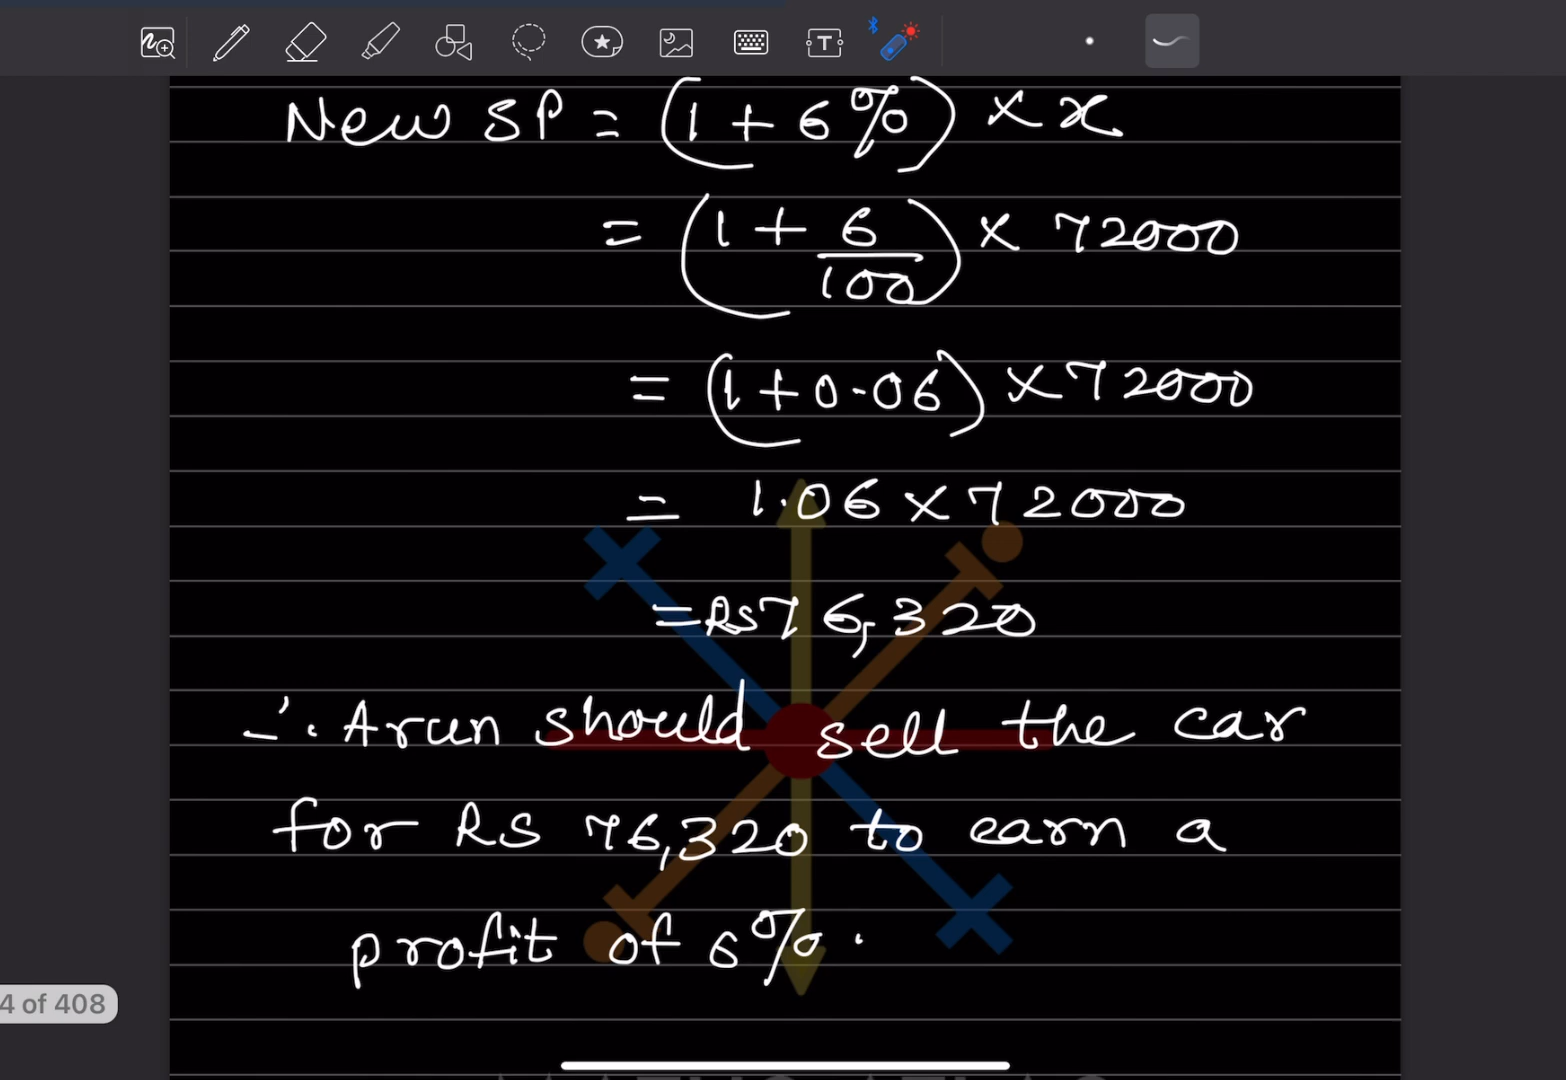 New SP = (1 + 6%) × x
= (1 + 6/100) × 72000
= (1 + 0.06) × 72000
= 1.06 × 72000
= Rs 76,320
∴ Arun should sell the car
for Rs 76,320 to earn a
profit of 6%.
4 of 408